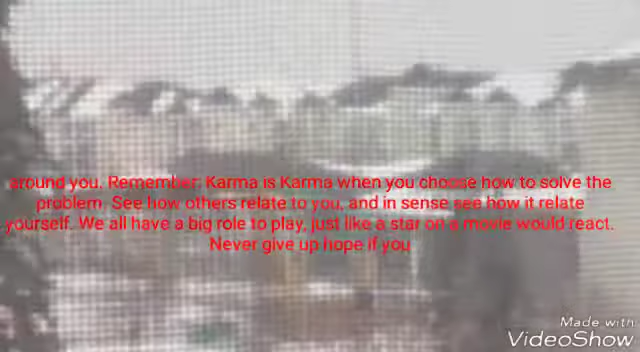 around you. Remember: Karma is Karma when you choose how to solve the
problem. See how others relate to you, and in sense see how it relate
yourself. We all have a big role to play, just like a star on a movie would react.
Never give up hope if you
Made with
VideoShow